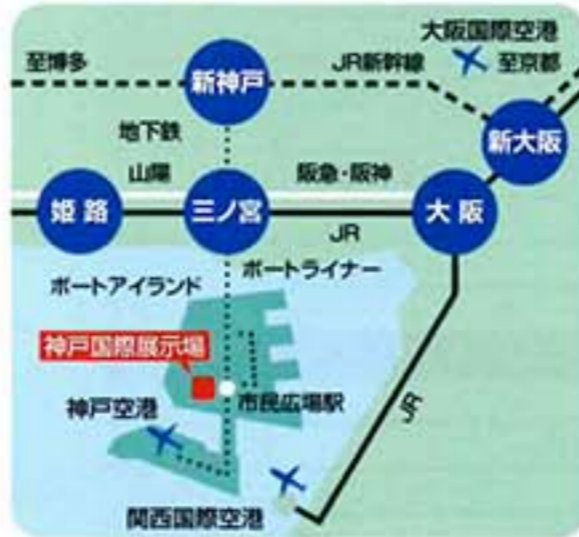 大阪国際空港
至博多
JR新幹線
至京都
新神戸
新大阪
地下鉄
山陽
阪急・阪神
姫路
三ノ宮
大阪
JR
ポートライナー
ポートアイランド
神戸国際展示場
市民広場駅
神戸空港
JR
関西国際空港